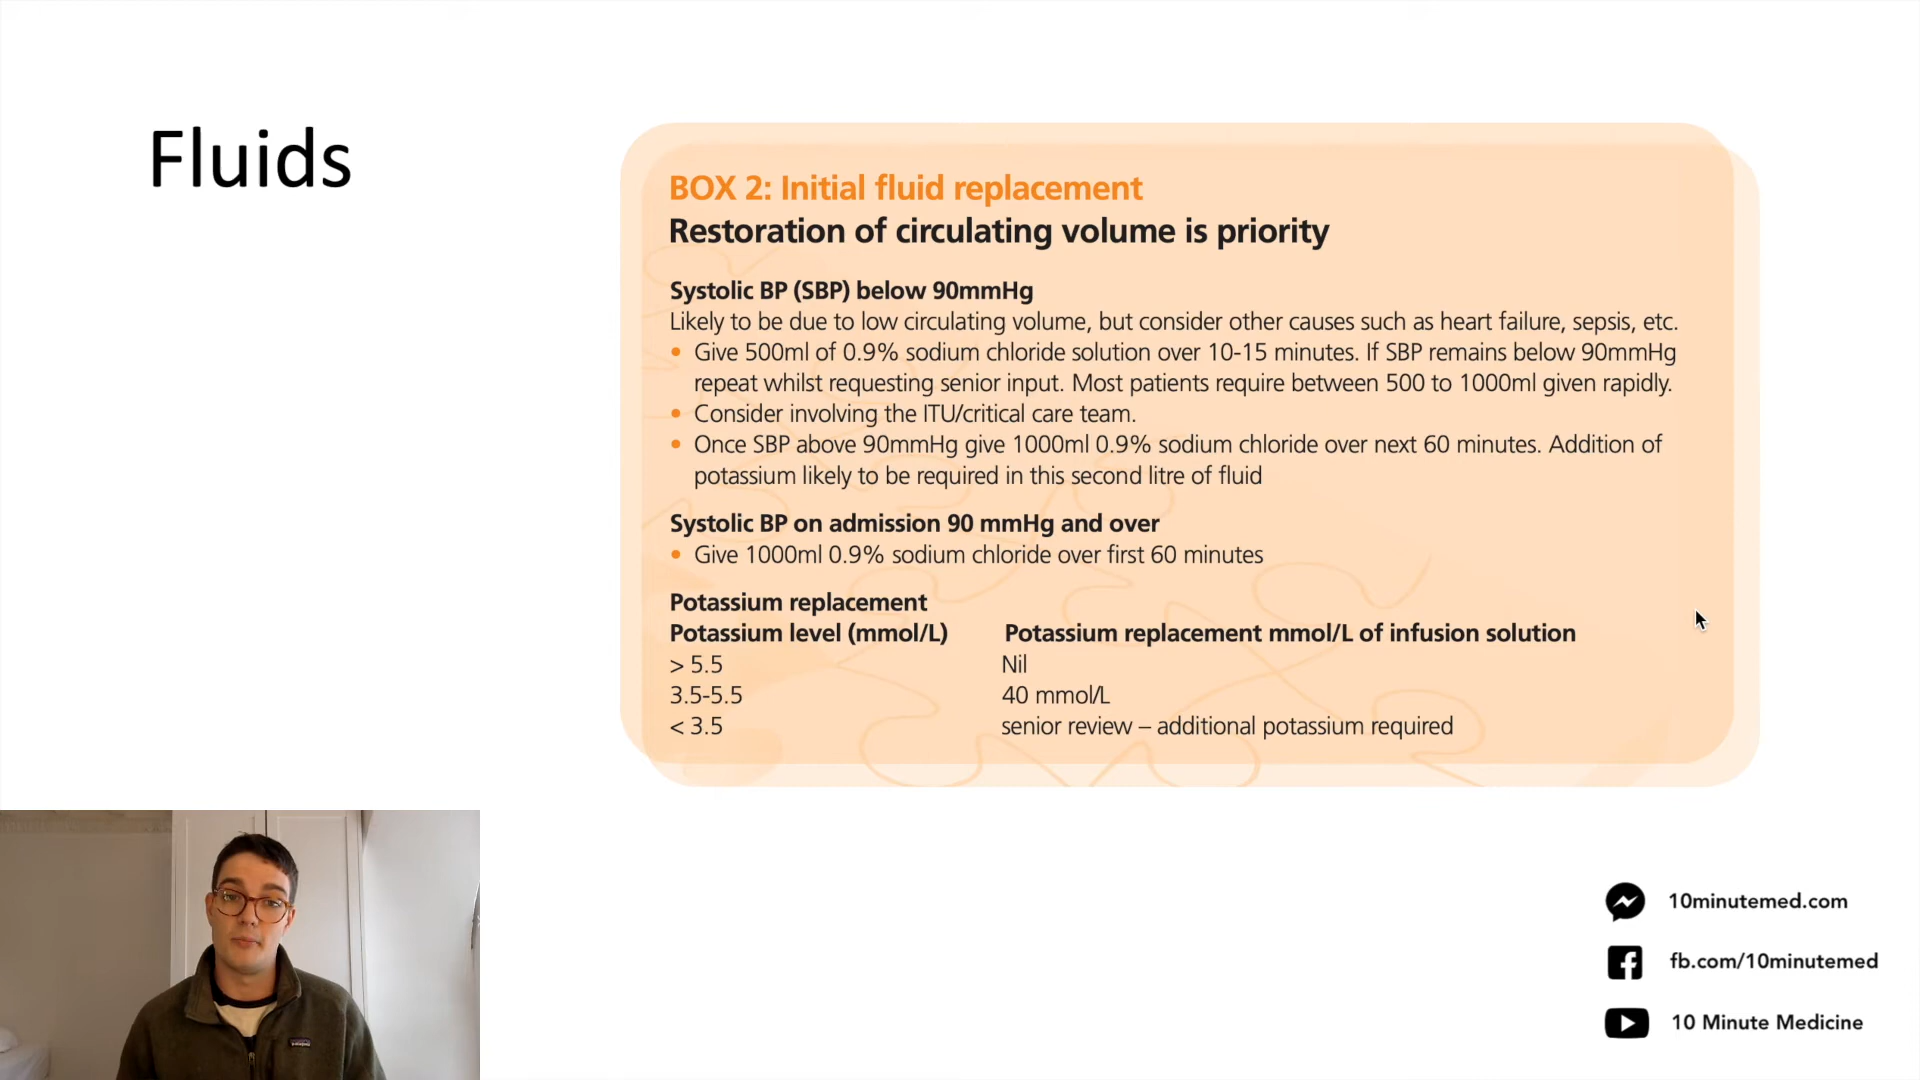 Fluids
BOX 2: Initial fluid replacement
Restoration of circulating volume is priority
Systolic BP (SBP) below 90mmHg
Likely to be due to low circulating volume, but consider other causes such as heart failure, sepsis, etc.
• Give 500ml of 0.9% sodium chloride solution over 10-15 minutes. If SBP remains below 90mmHg
repeat whilst requesting senior input. Most patients require between 500 to 1000ml given rapidly.
• Consider involving the ITU/critical care team.
• Once SBP above 90mmHg give 1000ml 0.9% sodium chloride over next 60 minutes. Addition of
potassium likely to be required in this second litre of fluid
Systolic BP on admission 90 mmHg and over
• Give 1000ml 0.9% sodium chloride over first 60 minutes
Potassium replacement
Potassium level (mmol/L) Potassium replacement mmol/L of infusion solution
> 5.5 Nil
3.5-5.5 40 mmol/L
< 3.5 senior review – additional potassium required
10minutemed.com
fb.com/10minutemed
10 Minute Medicine